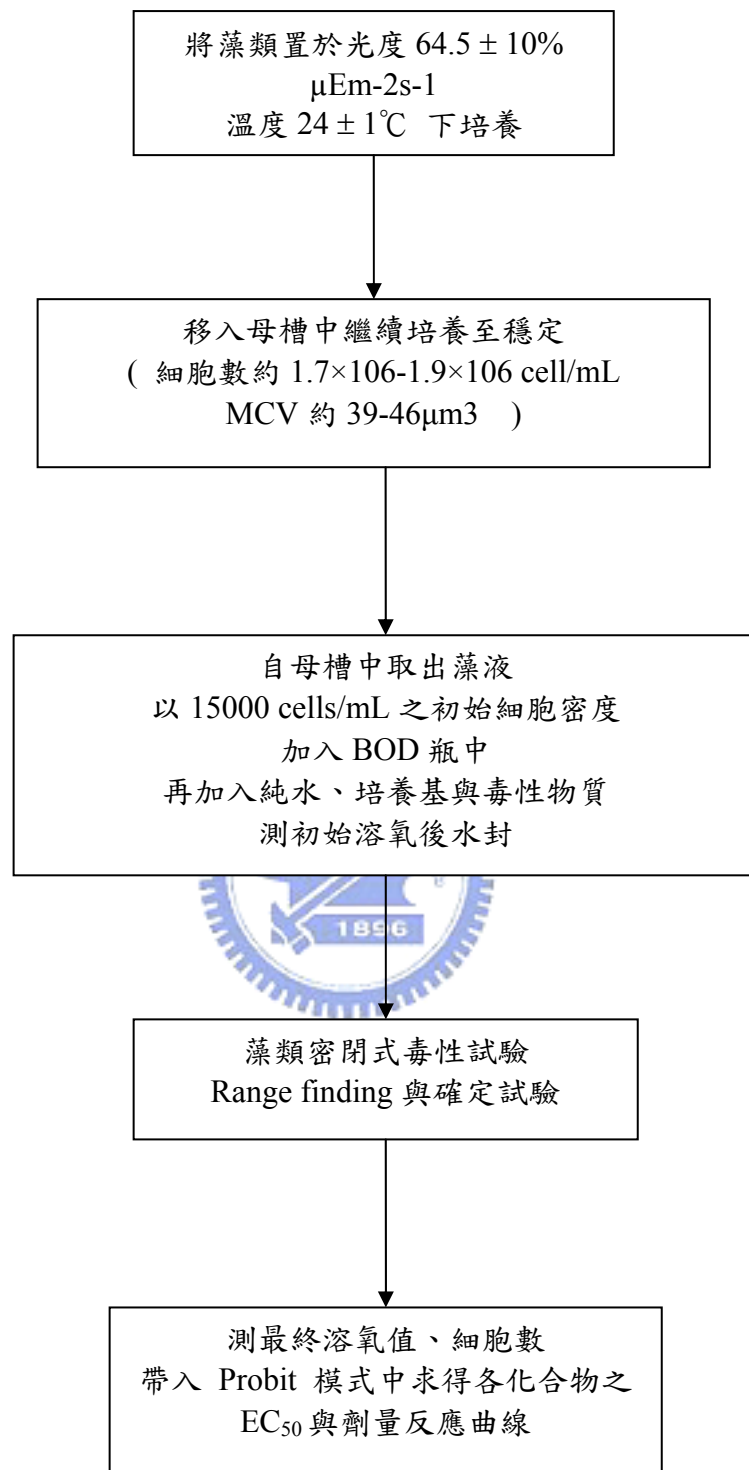 將藻類置於光度 64.5 ± 10%
μEm-2s-1
溫度 24 ± 1℃ 下培養
移入母槽中繼續培養至穩定
( 細胞數約 1.7×106-1.9×106 cell/mL
MCV 約 39-46μm3 )
自母槽中取出藻液
以 15000 cells/mL 之初始細胞密度
加入 BOD 瓶中
再加入純水、培養基與毒性物質
測初始溶氧後水封
1896
藻類密閉式毒性試驗
Range finding 與確定試驗
測最終溶氧值、細胞數
帶入 Probit 模式中求得各化合物之
EC50 與劑量反應曲線